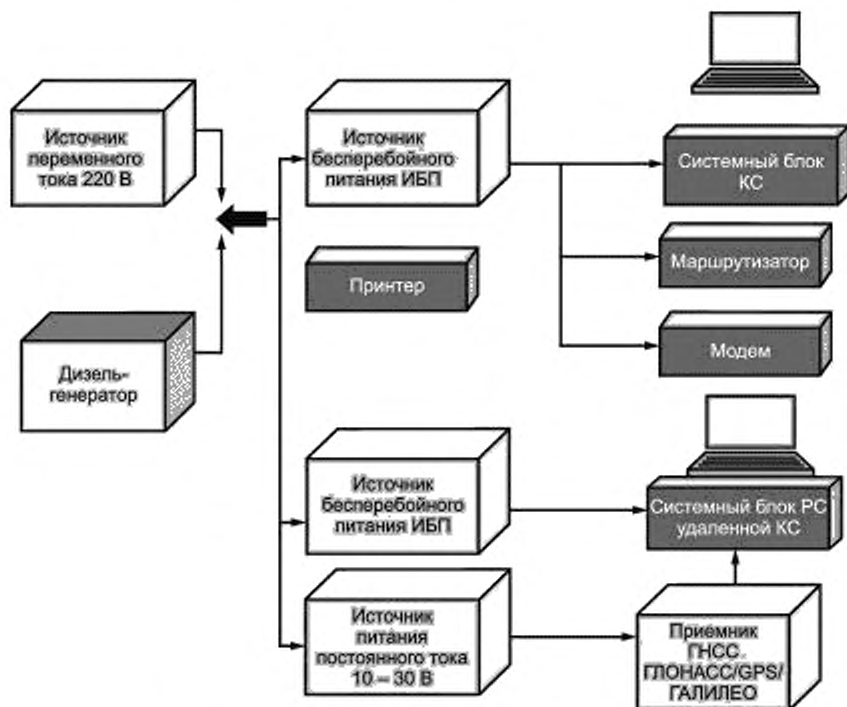 Источник
переменного
тока 220 В
Дизель-
генератор
Источник
бесперебойного
питания ИБП
Принтер
Источник
бесперебойного
питания ИБП
Источник
питания
постоянного тока
10 – 30 В
Системный блок
КС
Маршрутизатор
Модем
Системный блок РС
удаленной КС
Приемник
ГНСС
ГЛОНАСС/GPS/
ГАЛИЛЕО